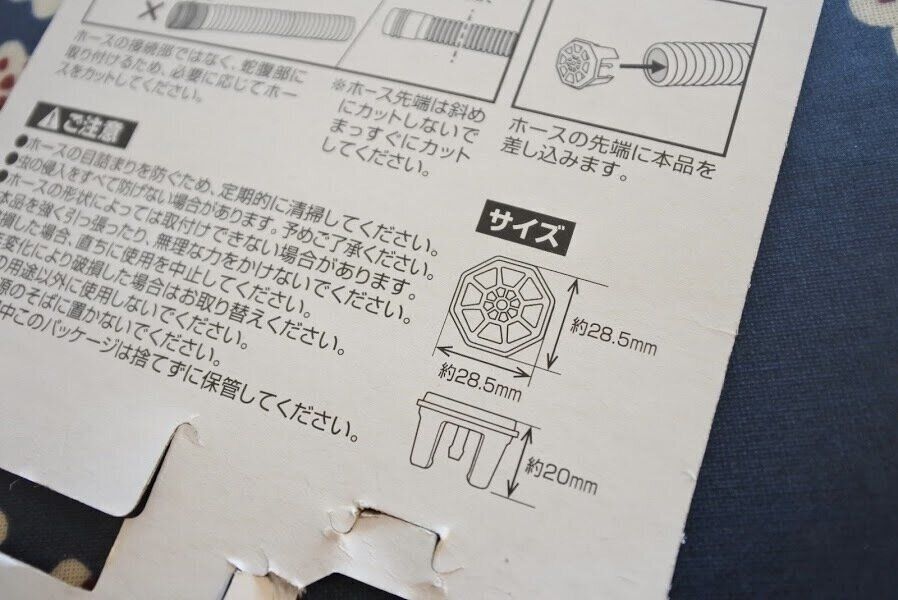 ホースの接続部ではなく、蛇腹部に
取り付けるため、必要に応じてホー
スをカットしてください。
※ホース先端は斜め
にカットしないで
まっすぐにカット
してください。
ホースの先端に本品を
差し込みます。
ご注意
●ホースの目詰まりを防ぐため、定期的に清掃してください。
●虫の侵入をすべて防げない場合があります。予めご了承ください。
●ホースの形状によっては取付けできない場合があります。
本品を強く引っ張ったり、無理な力をかけないでください。
損した場合、直ちに使用を中止してください。
変化により破損した場合はお取り替えください。
の用途以外に使用しないでください。
源のそばに置かないでください。
中このパッケージは捨てずに保管してください。
サイズ
約28.5mm
約28.5mm
約20mm